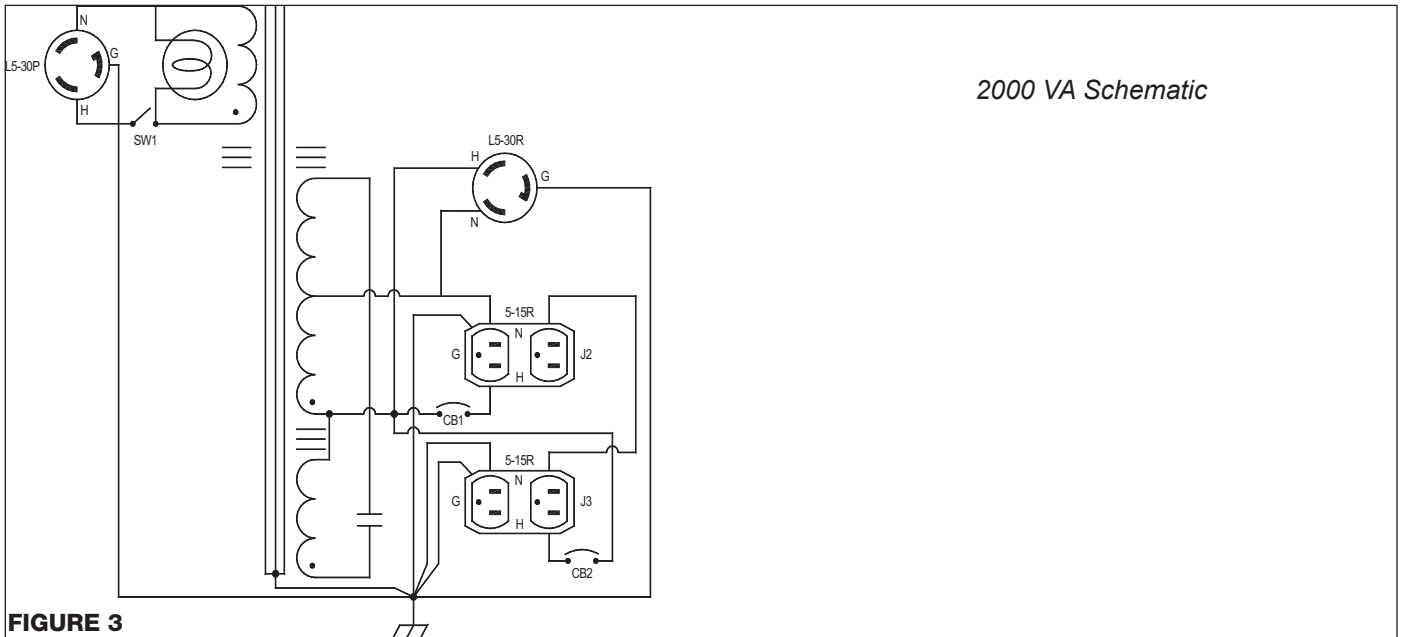 N
G
L5-30P
H
SW1
2000 VA Schematic
L5-30R
H
G
N
5-15R
N
G
J2
H
CB1
5-15R
N
G
J3
H
CB2
FIGURE 3